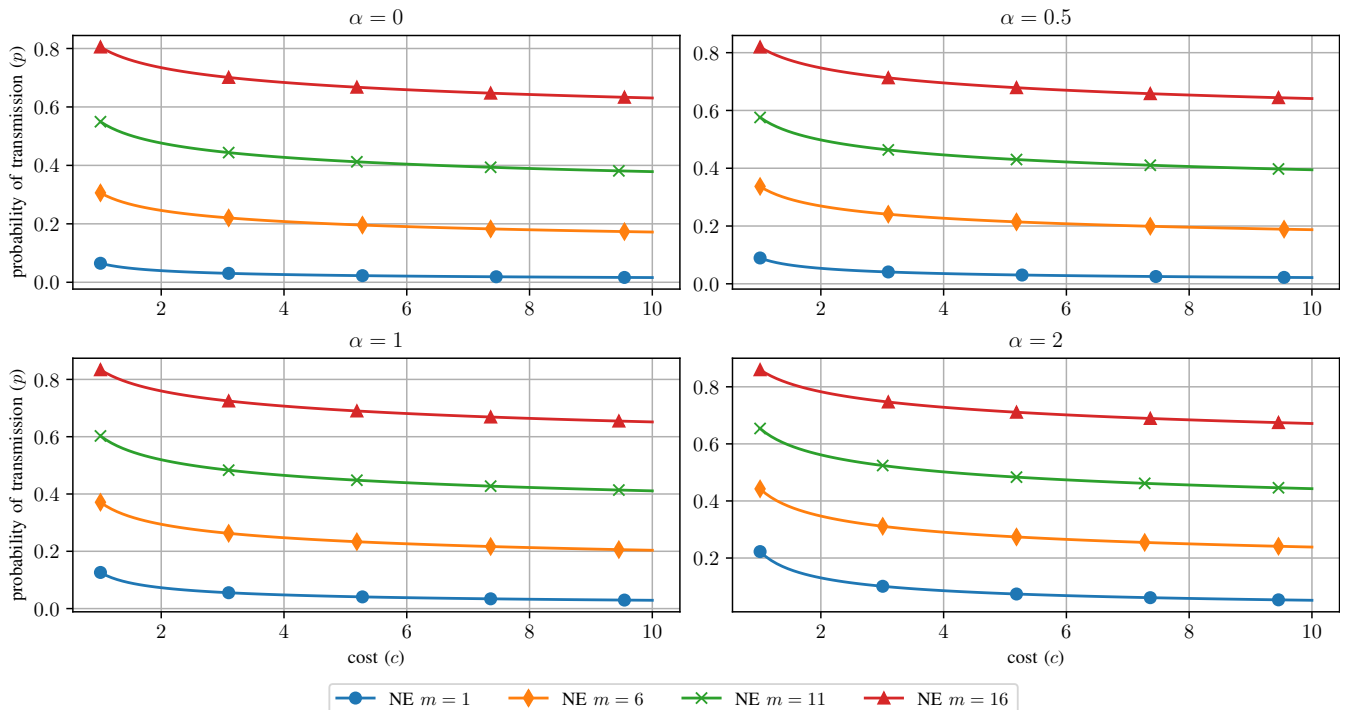 α = 0
α = 0.5
probability of transmission (p)
0.8
0.6
0.4
0.2
0.0
2 4 6 8 10
0.8
0.6
0.4
0.2
0.0
2 4 6 8 10
α = 1
α = 2
probability of transmission (p)
0.8
0.6
0.4
0.2
0.0
2 4 6 8 10
cost (c)
0.8
0.6
0.4
0.2
2 4 6 8 10
cost (c)
NE m = 1 NE m = 6 NE m = 11 NE m = 16